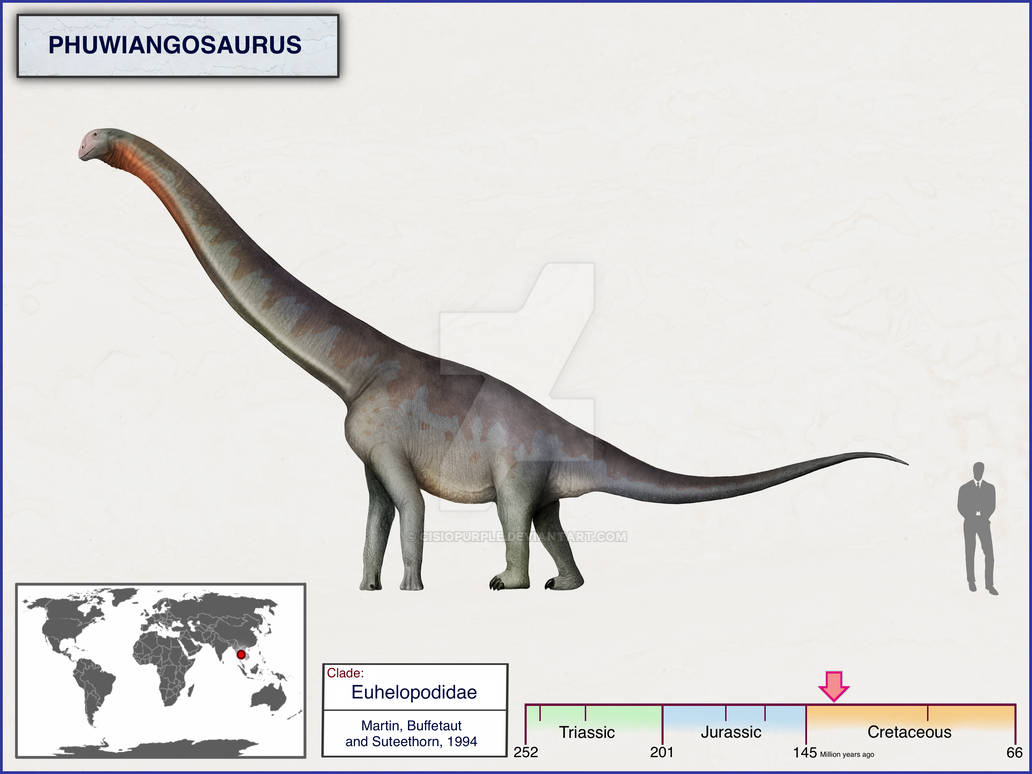 PHUWIANGOSAURUS
© CISIOPURPLE.DEVIANTART.COM
Clade:
Euhelopodidae
Martin, Buffetaut
and Suteethorn, 1994
Triassic
Jurassic
Cretaceous
252
201
145 Million years ago
66